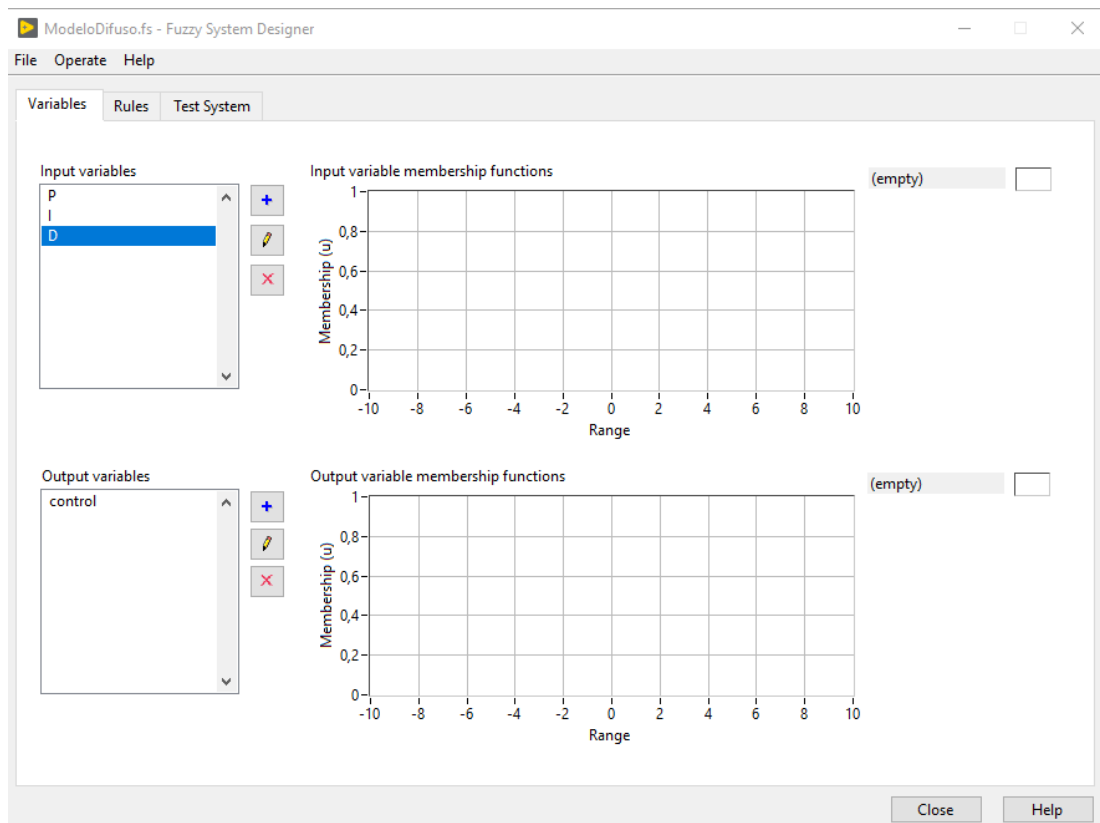 ModeloDifuso.fs - Fuzzy System Designer
File Operate Help
Variables Rules Test System
Input variables
P
I
D
Input variable membership functions
Membership (u)
1
0,8
0,6
0,4
0,2
0
-10 -8 -6 -4 -2 0 2 4 6 8 10
Range
(empty)
Output variables
control
Output variable membership functions
Membership (u)
1
0,8
0,6
0,4
0,2
0
-10 -8 -6 -4 -2 0 2 4 6 8 10
Range
(empty)
Close Help